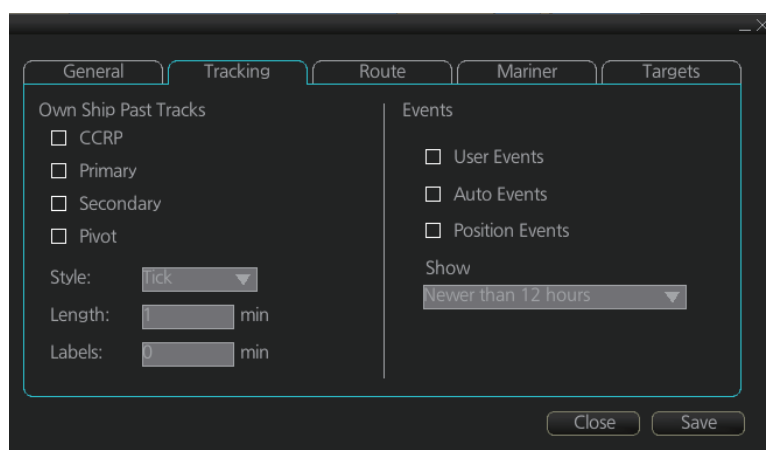 General
Tracking
Route
Mariner
Targets
Own Ship Past Tracks
CCRP
Primary
Secondary
Pivot
Style: Tick
Length: 1 min
Labels: 0 min
Events
User Events
Auto Events
Position Events
Show
Newer than 12 hours
Close
Save